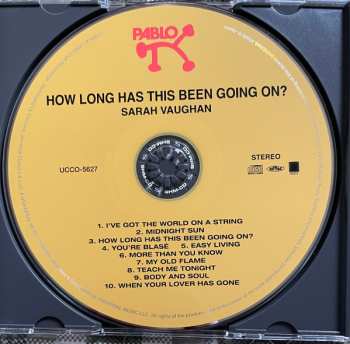 PABLO
HOW LONG HAS THIS BEEN GOING ON?
SARAH VAUGHAN
UCCO-5627
STEREO
1. I'VE GOT THE WORLD ON A STRING
2. MIDNIGHT SUN
3. HOW LONG HAS THIS BEEN GOING ON?
4. YOU'RE BLASE 5. EASY LIVING
6. MORE THAN YOU KNOW
7. MY OLD FLAME
8. TEACH ME TONIGHT
9. BODY AND SOUL
10. WHEN YOUR LOVER HAS GONE